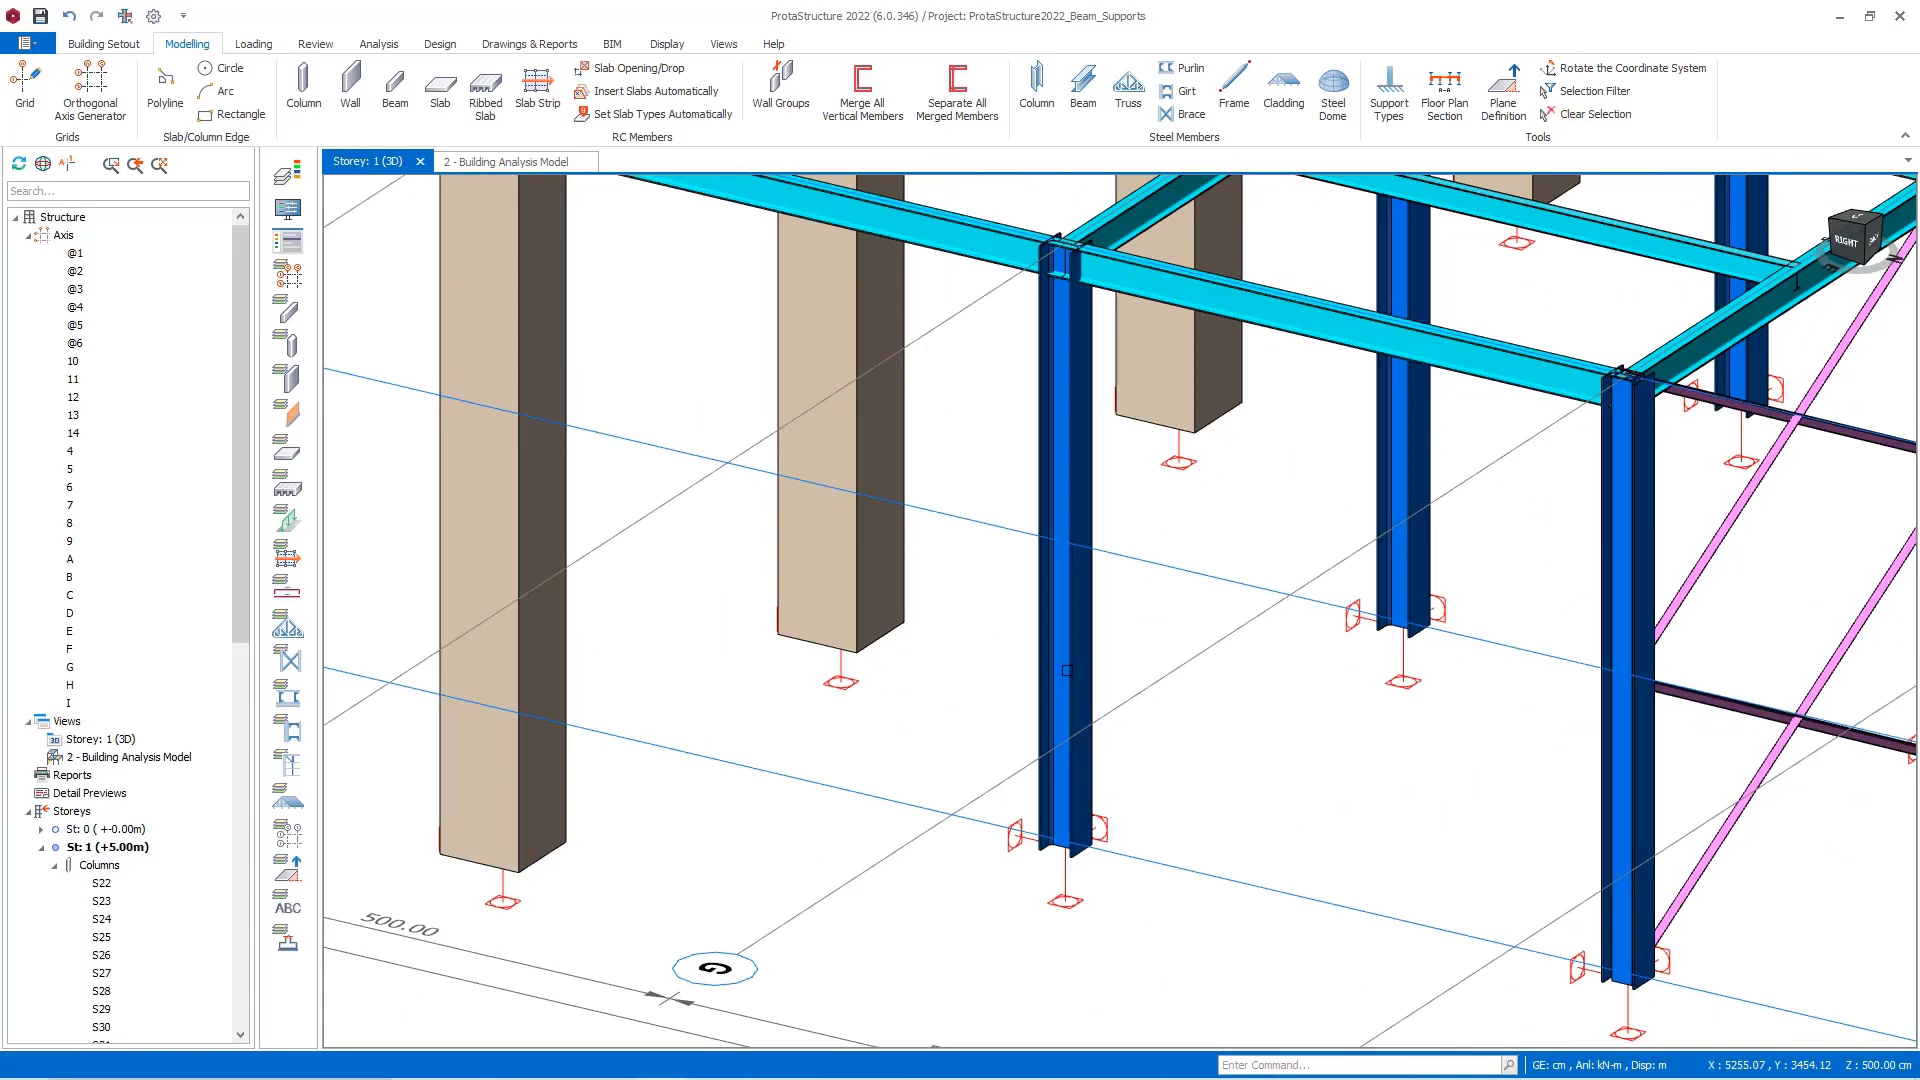 ProtaStructure 2022 (6.0.346) / Project: ProtaStructure2022_Beam_Supports
Building Setout
Modelling
Loading
Review
Analysis
Design
Drawings & Reports
BIM
Display
Views
Help
Grid
Orthogonal
Axis Generator
Grids
Polyline
Circle
Arc
Rectangle
Slab/Column Edge
Column
Wall
Beam
Slab
Ribbed
Slab
Slab Strip
Slab Opening/Drop
Insert Slabs Automatically
Set Slab Types Automatically
RC Members
Wall Groups
Merge All
Vertical Members
Separate All
Merged Members
Column
Beam
Truss
Purlin
Girt
Brace
Frame
Cladding
Steel
Dome
Steel Members
Support
Types
Floor Plan
Section
Plane
Definition
Rotate the Coordinate System
Selection Filter
Clear Selection
Tools
Search...
Structure
Axis
@1
@2
@3
@4
@5
@6
10
11
12
13
14
4
5
6
7
8
9
A
B
C
D
E
F
G
H
I
Views
Storey: 1 (3D)
2 - Building Analysis Model
Reports
Detail Previews
Storeys
St: 0 ( +-0.00m)
St: 1 (+5.00m)
Columns
S22
S23
S24
S25
S26
S27
S28
S29
S30
ABC
Storey: 1 (3D)
2 - Building Analysis Model
RIGHT
500.00
G
Enter Command...
GE: cm , Anl: kN-m , Disp: m
X : 5255.07 , Y : 3454.12
Z : 500.00 cm